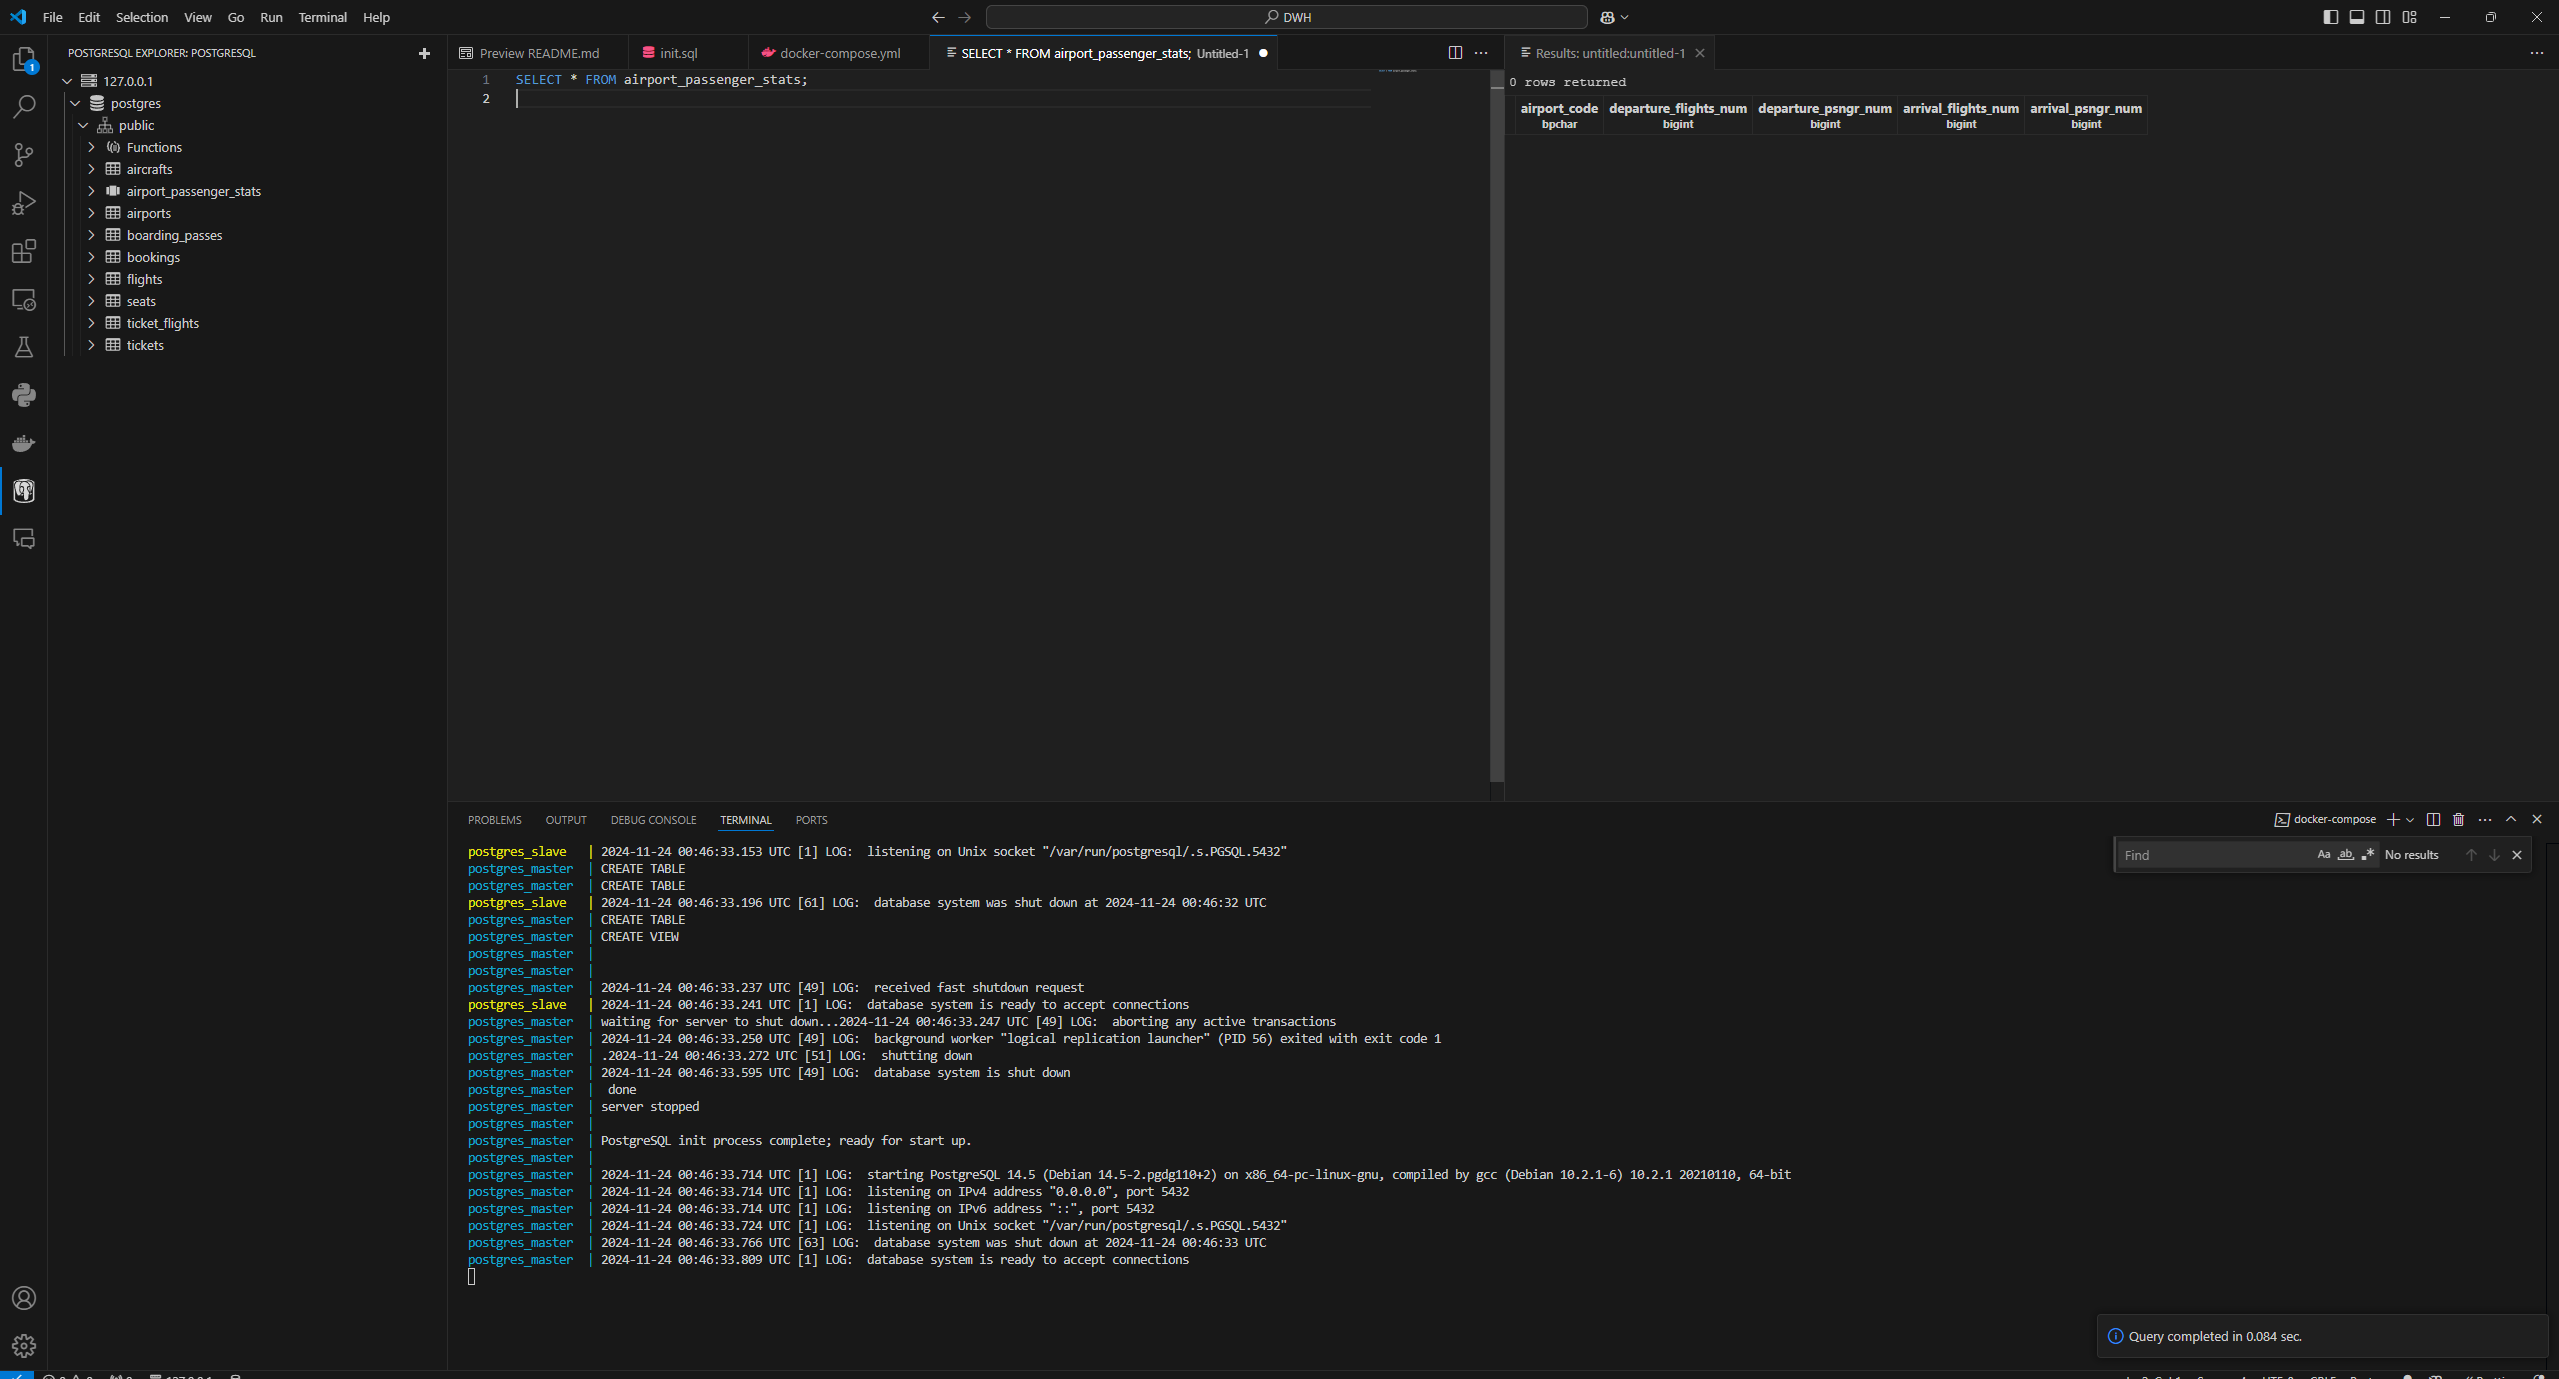 File Edit Selection View Go Run Terminal Help
DWH
POSTGRESQL EXPLORER: POSTGRESQL
127.0.0.1
postgres
public
Functions
aircrafts
airport_passenger_stats
airports
boarding_passes
bookings
flights
seats
ticket_flights
tickets
1
Preview README.md
init.sql
docker-compose.yml
SELECT * FROM airport_passenger_stats; Untitled-1
1 SELECT * FROM airport_passenger_stats;
2
Results: untitled:untitled-1
0 rows returned
airport_code departure_flights_num departure_psngr_num arrival_flights_num arrival_psngr_num
bpchar bigint bigint bigint bigint
PROBLEMS OUTPUT DEBUG CONSOLE TERMINAL PORTS
docker-compose
Find Aa ab No results
postgres_slave | 2024-11-24 00:46:33.153 UTC [1] LOG: listening on Unix socket "/var/run/postgresql/.s.PGSQL.5432"
postgres_master | CREATE TABLE
postgres_master | CREATE TABLE
postgres_slave | 2024-11-24 00:46:33.196 UTC [61] LOG: database system was shut down at 2024-11-24 00:46:32 UTC
postgres_master | CREATE TABLE
postgres_master | CREATE VIEW
postgres_master |
postgres_master |
postgres_master | 2024-11-24 00:46:33.237 UTC [49] LOG: received fast shutdown request
postgres_slave | 2024-11-24 00:46:33.241 UTC [1] LOG: database system is ready to accept connections
postgres_master | waiting for server to shut down...2024-11-24 00:46:33.247 UTC [49] LOG: aborting any active transactions
postgres_master | 2024-11-24 00:46:33.250 UTC [49] LOG: background worker "logical replication launcher" (PID 56) exited with exit code 1
postgres_master | .2024-11-24 00:46:33.272 UTC [51] LOG: shutting down
postgres_master | 2024-11-24 00:46:33.595 UTC [49] LOG: database system is shut down
postgres_master | done
postgres_master | server stopped
postgres_master |
postgres_master | PostgreSQL init process complete; ready for start up.
postgres_master |
postgres_master | 2024-11-24 00:46:33.714 UTC [1] LOG: starting PostgreSQL 14.5 (Debian 14.5-2.pgdg110+2) on x86_64-pc-linux-gnu, compiled by gcc (Debian 10.2.1-6) 10.2.1 20210110, 64-bit
postgres_master | 2024-11-24 00:46:33.714 UTC [1] LOG: listening on IPv4 address "0.0.0.0", port 5432
postgres_master | 2024-11-24 00:46:33.714 UTC [1] LOG: listening on IPv6 address "::", port 5432
postgres_master | 2024-11-24 00:46:33.724 UTC [1] LOG: listening on Unix socket "/var/run/postgresql/.s.PGSQL.5432"
postgres_master | 2024-11-24 00:46:33.766 UTC [63] LOG: database system was shut down at 2024-11-24 00:46:33 UTC
postgres_master | 2024-11-24 00:46:33.809 UTC [1] LOG: database system is ready to accept connections
Query completed in 0.084 sec.